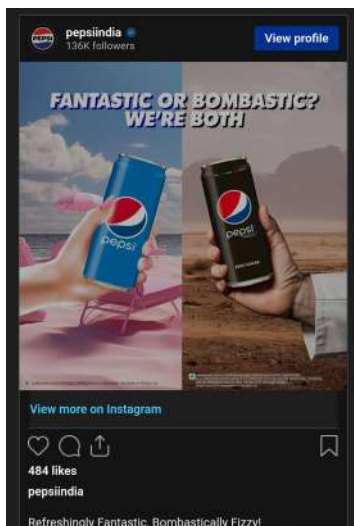 PEPSI
pepsiindia
136K followers
View profile
FANTASTIC OR BOMBASTIC?
WE'RE BOTH
pepsi
pepsi
View more on Instagram
484 likes
pepsiindia
Refreshingly Fantastic. Bombastically Fizzy!